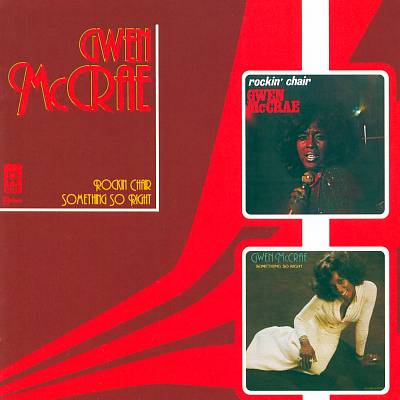 GWEN
McCRAE
ROCKIN CHAIR
SOMETHING SO RIGHT
rockin' chair
GWEN
McCRAE
GWEN McCRAE
SOMETHING SO RIGHT